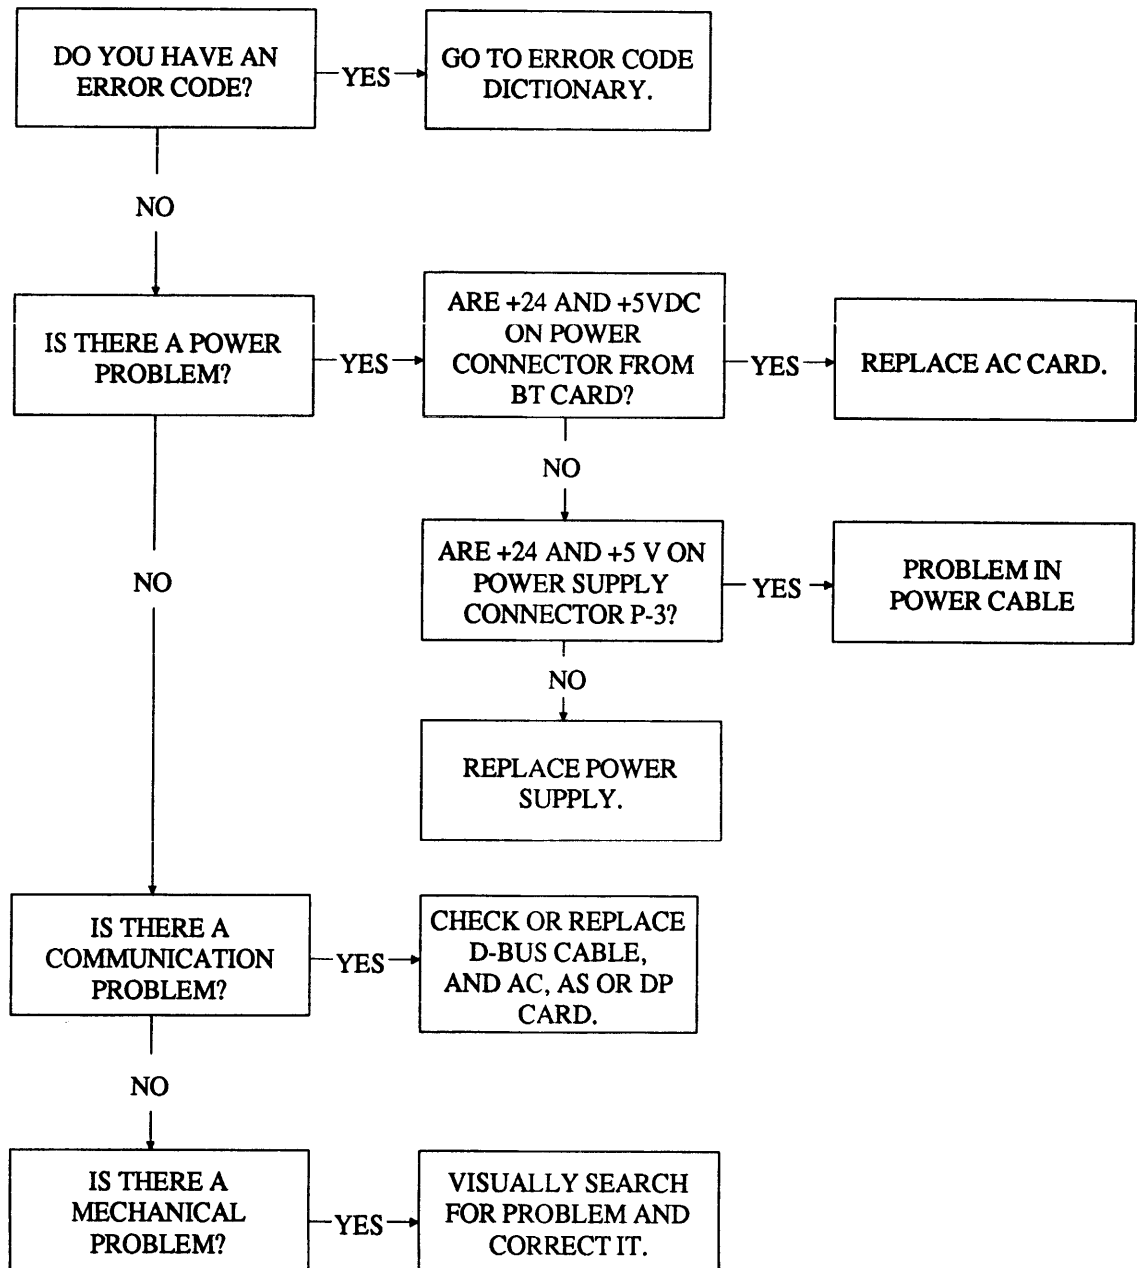 DO YOU HAVE AN
ERROR CODE?
YES
GO TO ERROR CODE
DICTIONARY.
NO
IS THERE A POWER
PROBLEM?
YES
ARE +24 AND +5VDC
ON POWER
CONNECTOR FROM
BT CARD?
YES
REPLACE AC CARD.
NO
ARE +24 AND +5 V ON
POWER SUPPLY
CONNECTOR P-3?
YES
PROBLEM IN
POWER CABLE
NO
NO
REPLACE POWER
SUPPLY.
IS THERE A
COMMUNICATION
PROBLEM?
YES
CHECK OR REPLACE
D-BUS CABLE,
AND AC, AS OR DP
CARD.
NO
IS THERE A
MECHANICAL
PROBLEM?
YES
VISUALLY SEARCH
FOR PROBLEM AND
CORRECT IT.